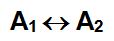 A₁ ↔ A₂